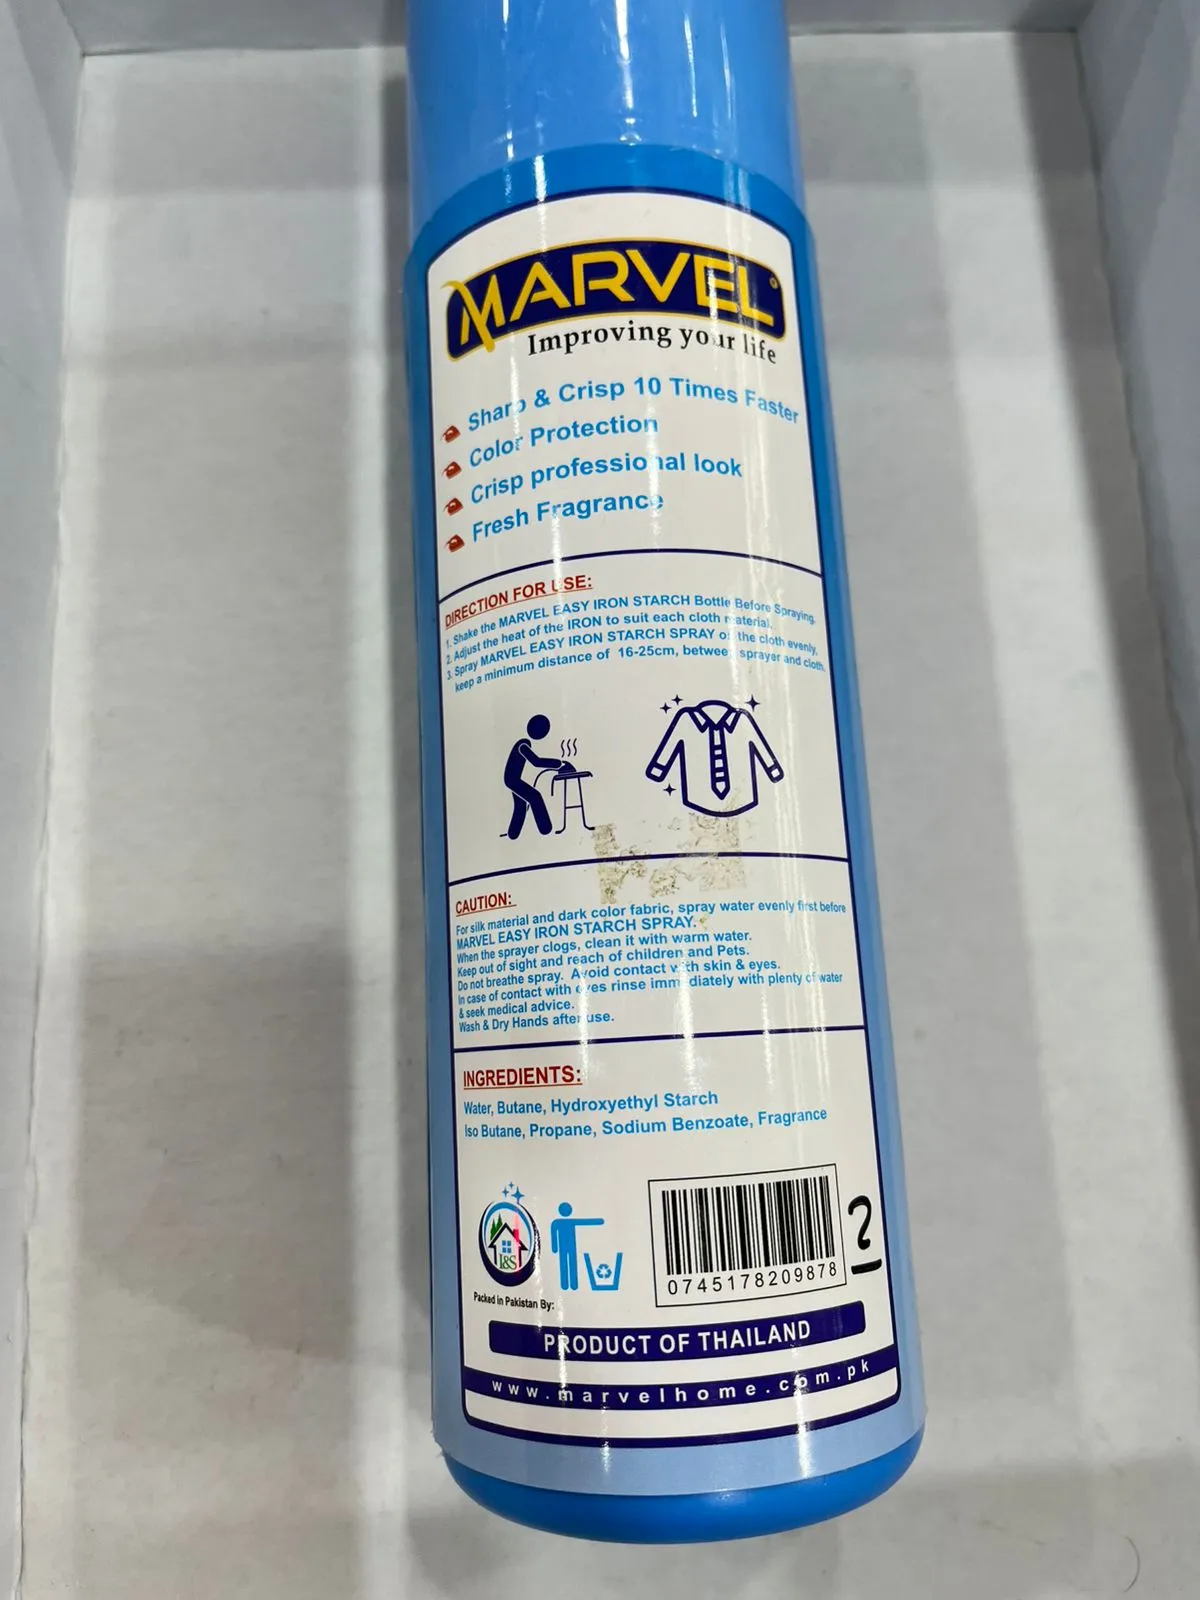 MARVEL
Improving your life
Sharp & Crisp 10 Times Faster
Color Protection
Crisp professional look
Fresh Fragrance
DIRECTION FOR USE:
1. Shake the MARVEL EASY IRON STARCH Bottle Before Spraying.
2. Adjust the heat of the IRON to suit each cloth material.
3. Spray MARVEL EASY IRON STARCH SPRAY on the cloth evenly,
keep a minimum distance of 16-25cm, between sprayer and cloth.
CAUTION:
For silk material and dark color fabric, spray water evenly first before
MARVEL EASY IRON STARCH SPRAY.
When the sprayer clogs, clean it with warm water.
Keep out of sight and reach of children and Pets.
Do not breathe spray. Avoid contact with skin & eyes.
In case of contact with eyes rinse immediately with plenty of water
& seek medical advice.
Wash & Dry Hands after use.
INGREDIENTS:
Water, Butane, Hydroxyethyl Starch
Iso Butane, Propane, Sodium Benzoate, Fragrance
I&S
Packed in Pakistan By:
0745178209878
2
PRODUCT OF THAILAND
www.marvelhome.com.pk